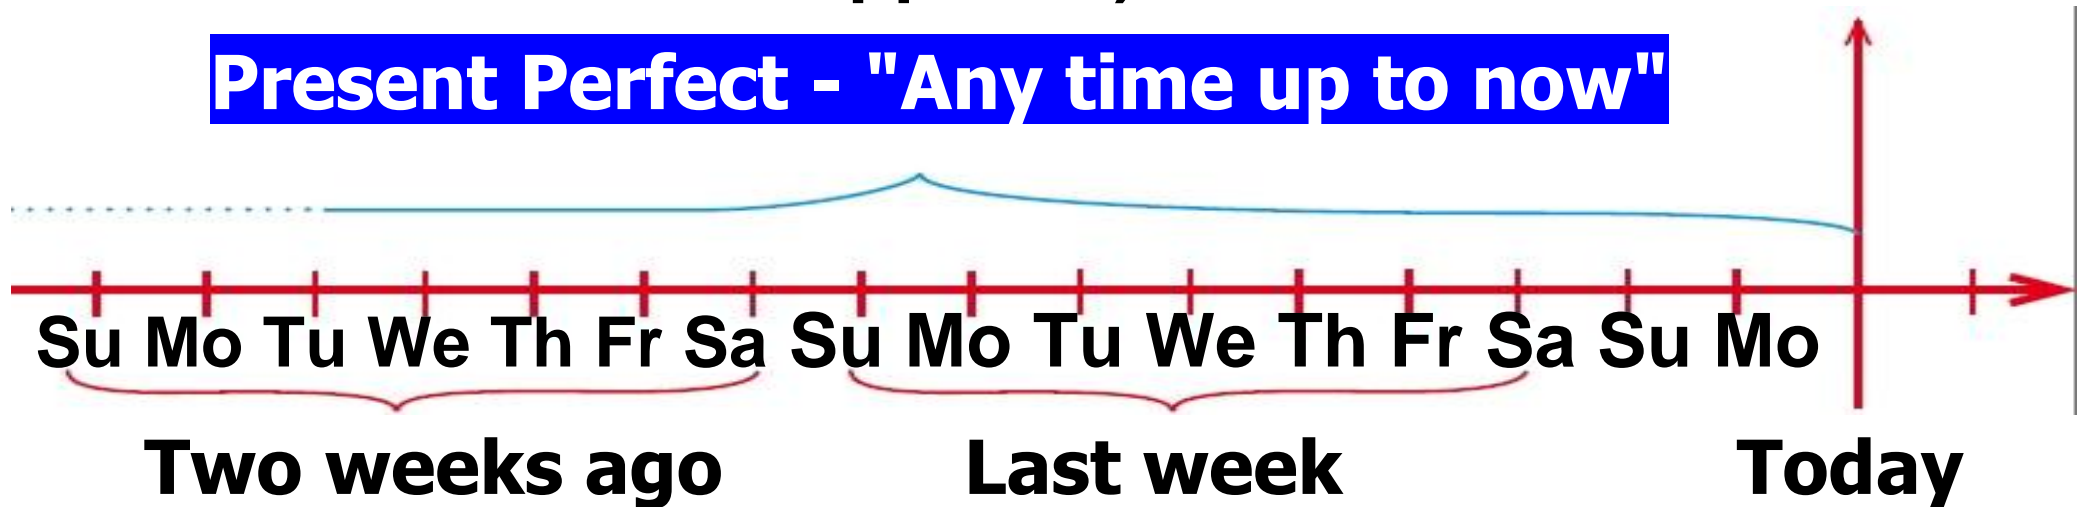 Present Perfect - "Any time up to now"
Su Mo Tu We Th Fr Sa Su Mo Tu We Th Fr Sa Su Mo
Two weeks ago Last week Today